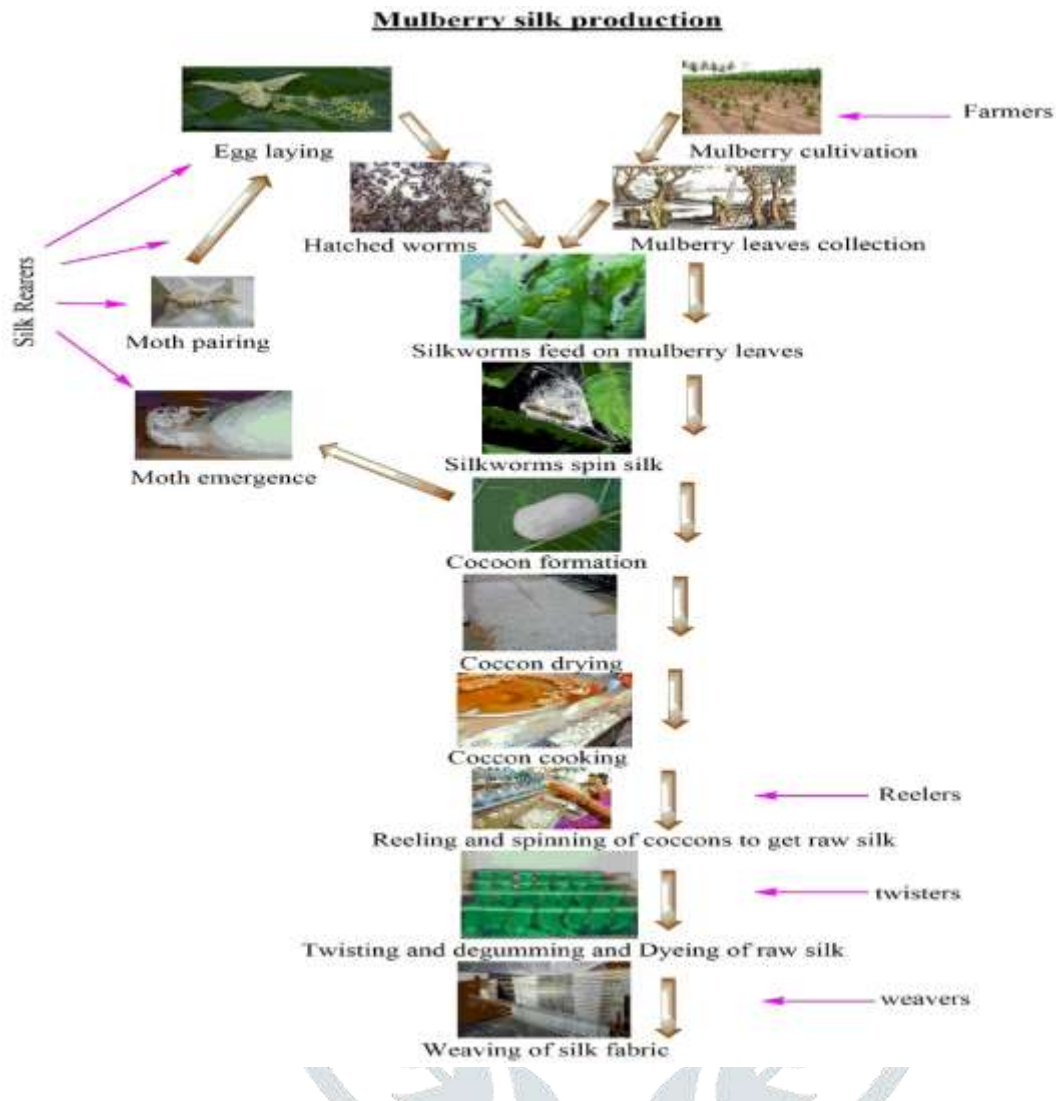 Mulberry silk production
Egg laying
Mulberry cultivation
Farmers
Hatched worms
Mulberry leaves collection
Silk Rearers
Moth pairing
Silkworms feed on mulberry leaves
Silkworms spin silk
Moth emergence
Cocoon formation
Coccon drying
Coccon cooking
Reelers
Reeling and spinning of coccons to get raw silk
twisters
Twisting and degumming and Dyeing of raw silk
weavers
Weaving of silk fabric